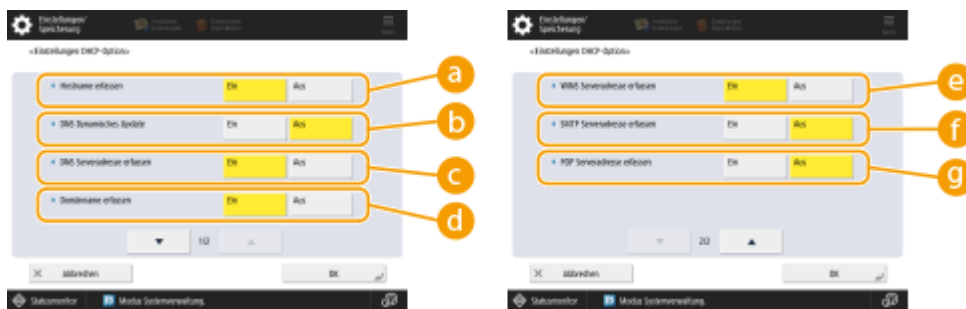 Einstellungen/
Speicherung
<Einstellungen DHCP-Option>
Hostname erfassen
Ein
Aus
a
DNS Dynamisches Update
Ein
Aus
b
DNS Serveradresse erfassen
Ein
Aus
c
Domänname erfassen
Ein
Aus
d
1/2
Abbrechen
OK
Statusmonitor
Modus Systemverwaltung.
Einstellungen/
Speicherung
<Einstellungen DHCP-Option>
WINS Serveradresse erfassen
Ein
Aus
e
SMTP Serveradresse erfassen
Ein
Aus
f
POP Serveradresse erfassen
Ein
Aus
g
2/2
Abbrechen
OK
Statusmonitor
Modus Systemverwaltung.